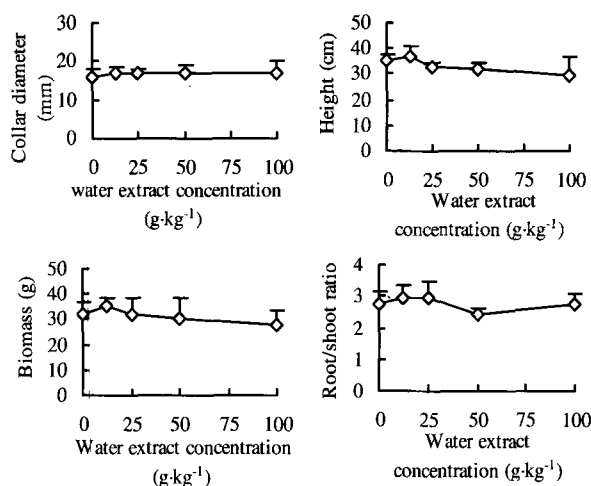 Collar diameter
(mm)
30
20
10
0
0 25 50 75 100
water extract concentration
(g·kg⁻¹)
Height (cm)
50
40
30
20
10
0
0 25 50 75 100
Water extract
concentration (g·kg⁻¹)
Biomass (g)
50
40
30
20
10
0
0 25 50 75 100
Water extract concentration
(g·kg⁻¹)
Root/shoot ratio
4
3
2
1
0
0 25 50 75 100
Water extract
concentration (g·kg⁻¹)